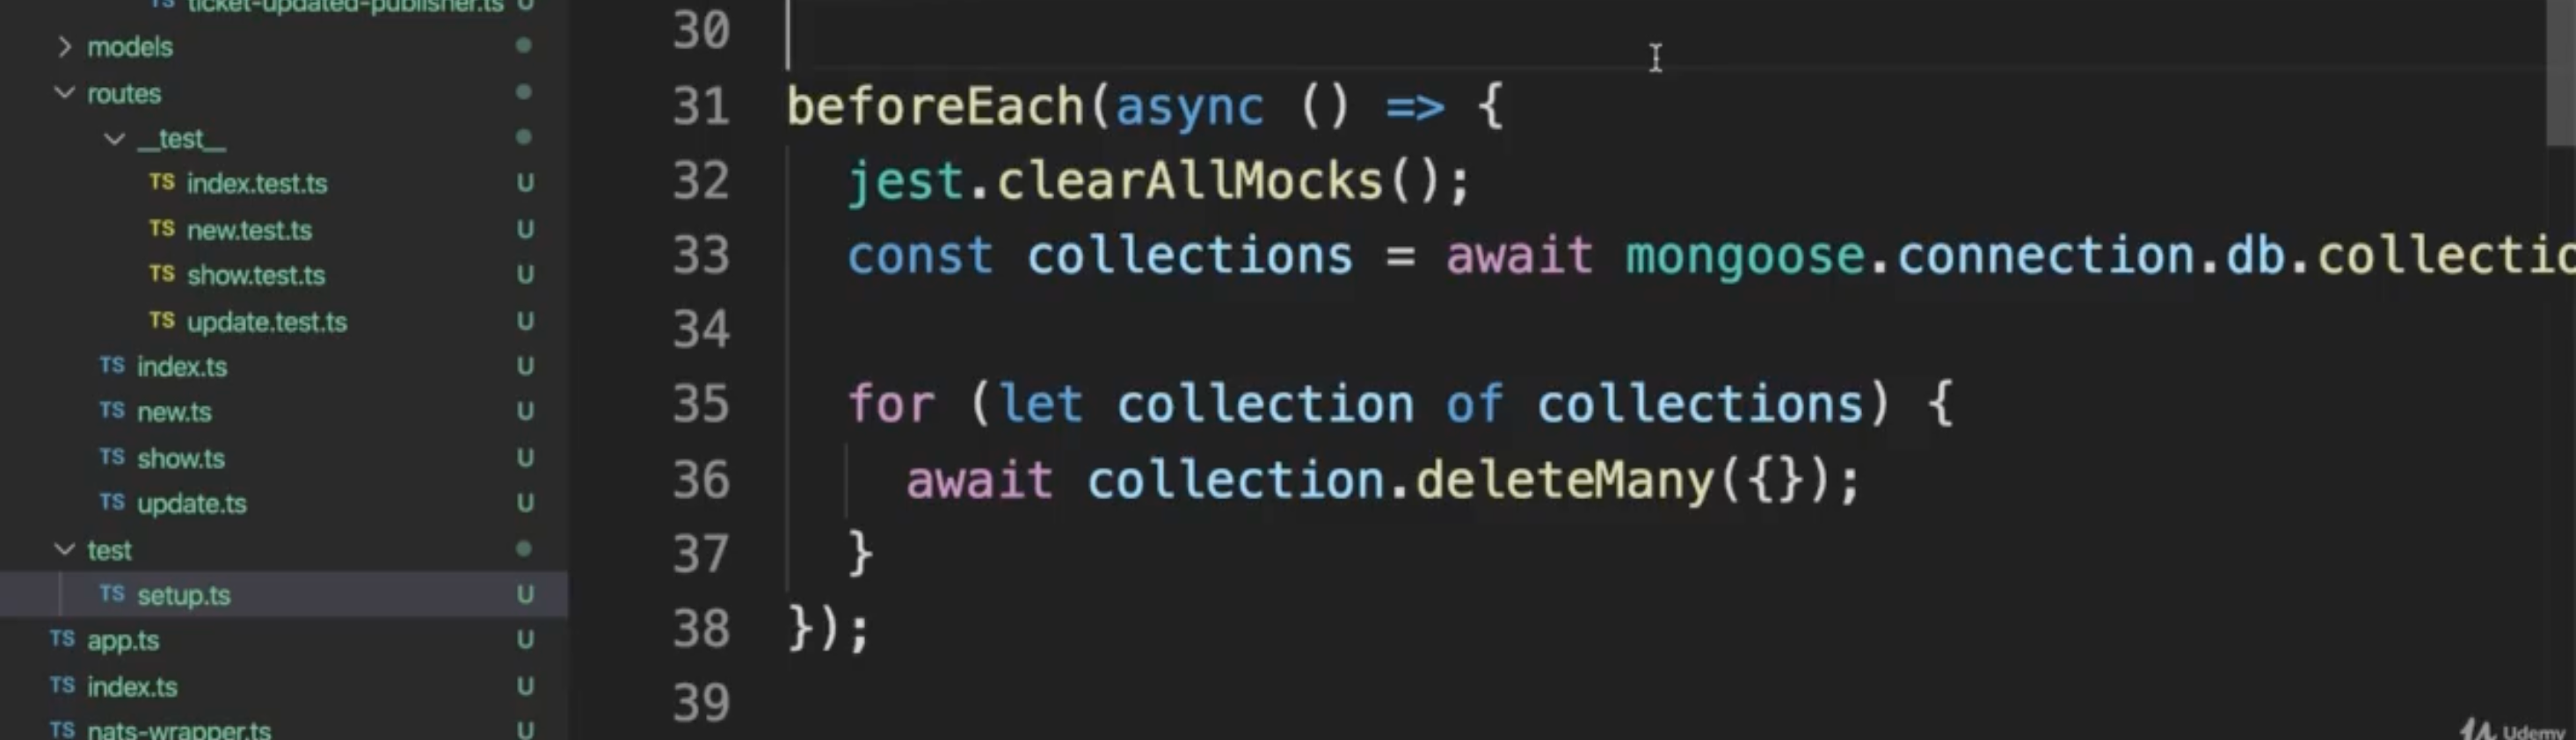 ticket-updated-publisher.ts U
models
routes
__test__
TS index.test.ts U
TS new.test.ts U
TS show.test.ts U
TS update.test.ts U
TS index.ts U
TS new.ts U
TS show.ts U
TS update.ts U
test
TS setup.ts U
TS app.ts U
TS index.ts U
TS nats-wrapper.ts U
30
31 beforeEach(async () => {
32 jest.clearAllMocks();
33 const collections = await mongoose.connection.db.collectio
34
35 for (let collection of collections) {
36 await collection.deleteMany({});
37 }
38 });
39
Udemy